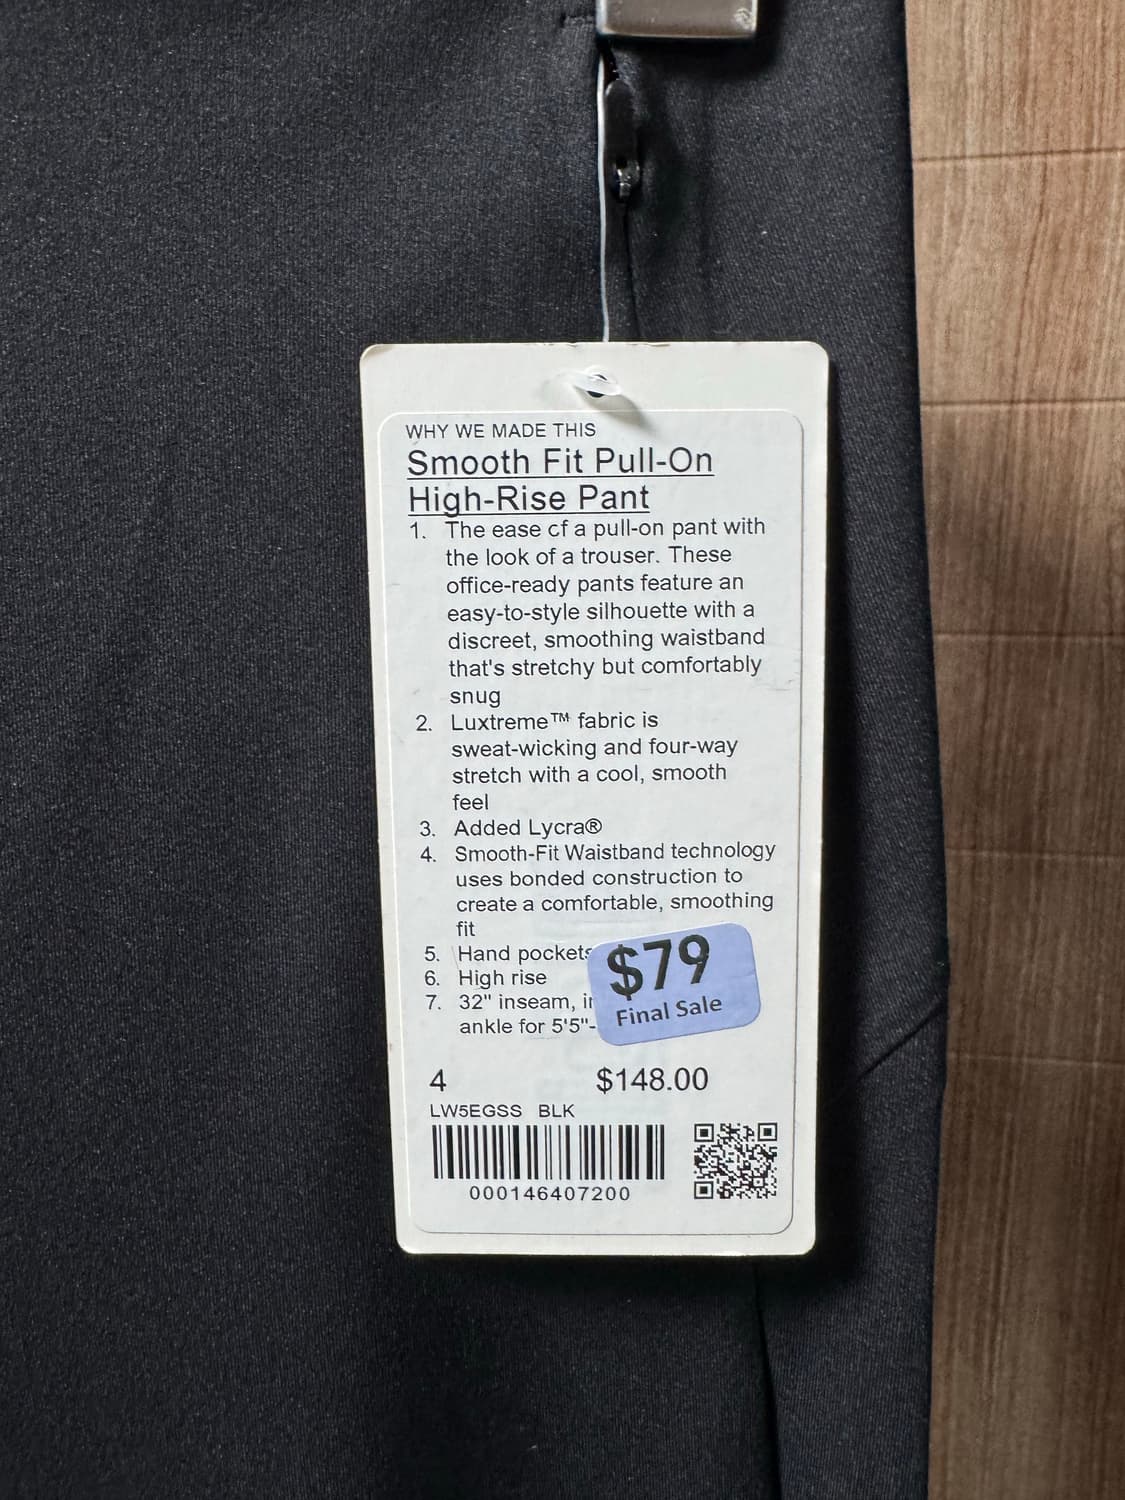 WHY WE MADE THIS
Smooth Fit Pull-On
High-Rise Pant
1. The ease cf a pull-on pant with
the look of a trouser. These
office-ready pants feature an
easy-to-style silhouette with a
discreet, smoothing waistband
that's stretchy but comfortably
snug
2. Luxtreme™ fabric is
sweat-wicking and four-way
stretch with a cool, smooth
feel
3. Added Lycra®
4. Smooth-Fit Waistband technology
uses bonded construction to
create a comfortable, smoothing
fit
5. Hand pockets
6. High rise
7. 32" inseam,
ankle for 5'5"-
$79
Final Sale
4 $148.00
LW5EGSS BLK
000146407200